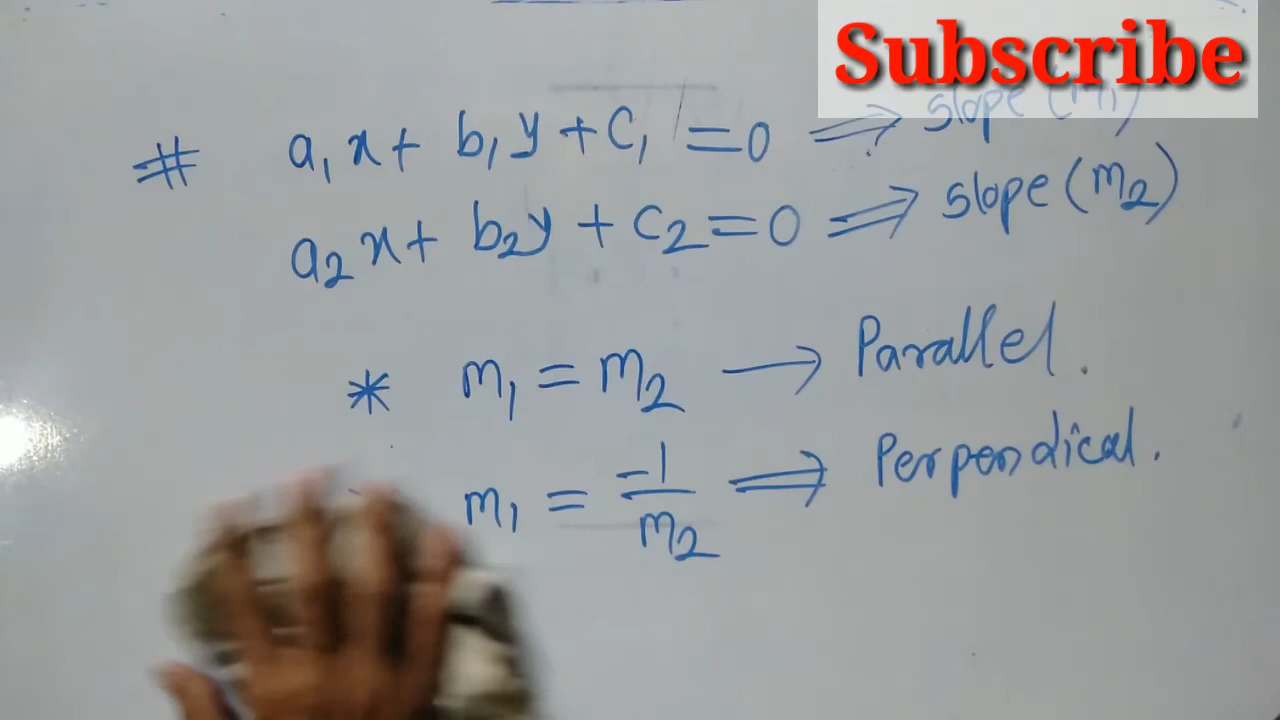 Subscribe
# a₁x + b₁y + C₁ = 0 ⟹ slope (m₁)
a₂x + b₂y + C₂ = 0 ⟹ slope (m₂)
* m₁ = m₂ → Parallel.
m₁ = -1/m₂ ⟹ Perpendical.